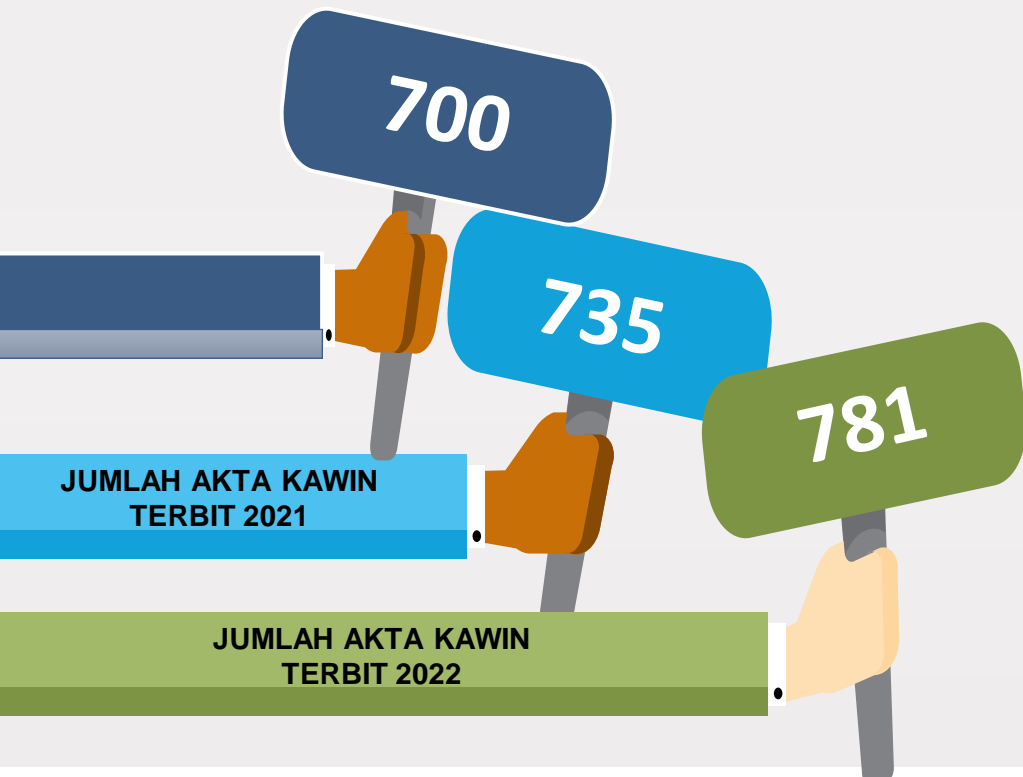 700
735
781
JUMLAH AKTA KAWIN
TERBIT 2021
JUMLAH AKTA KAWIN
TERBIT 2022